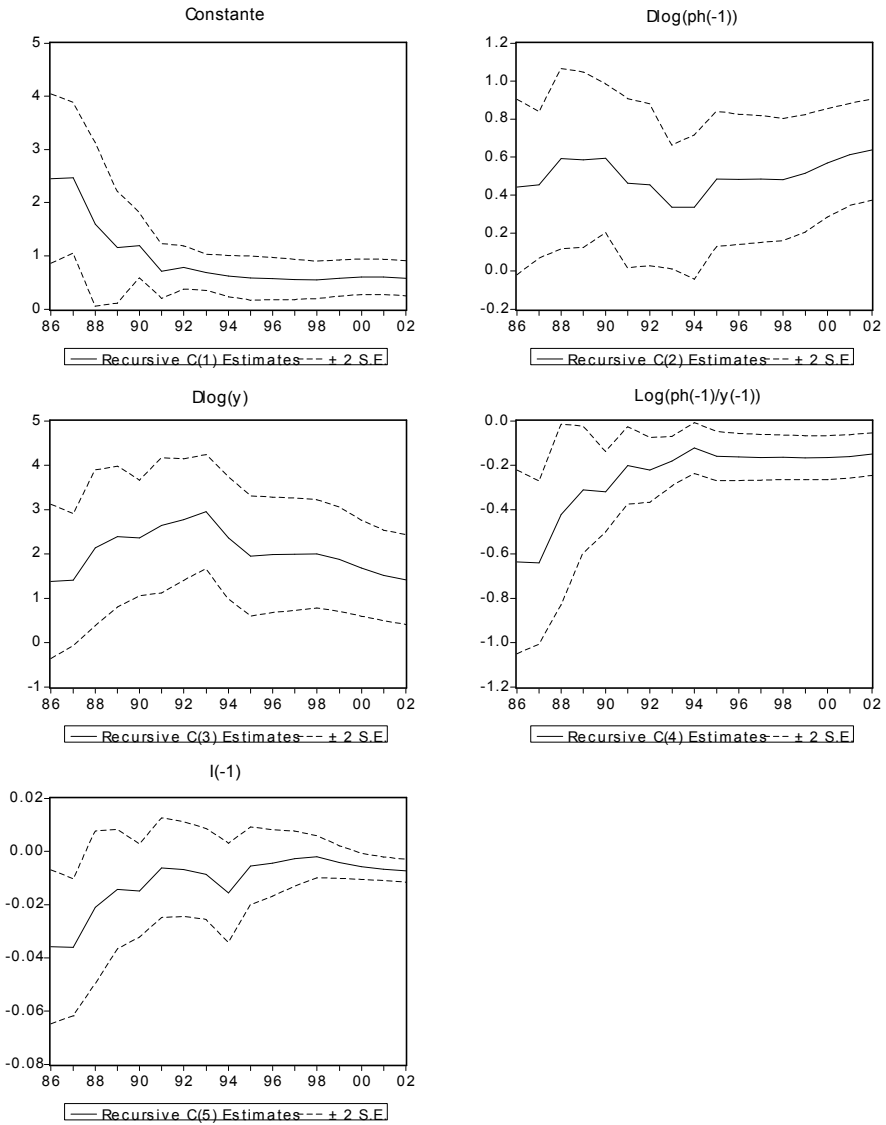 Constante
5
4
3
2
1
0
86 88 90 92 94 96 98 00 02
Recursive C(1) Estimates ± 2 S.E.
Dlog(ph(-1))
1.2
1.0
0.8
0.6
0.4
0.2
0.0
-0.2
86 88 90 92 94 96 98 00 02
Recursive C(2) Estimates ± 2 S.E.
Dlog(y)
5
4
3
2
1
0
-1
86 88 90 92 94 96 98 00 02
Recursive C(3) Estimates ± 2 S.E.
Log(ph(-1)/y(-1))
0.0
-0.2
-0.4
-0.6
-0.8
-1.0
-1.2
86 88 90 92 94 96 98 00 02
Recursive C(4) Estimates ± 2 S.E.
I(-1)
0.02
0.00
-0.02
-0.04
-0.06
-0.08
86 88 90 92 94 96 98 00 02
Recursive C(5) Estimates ± 2 S.E.